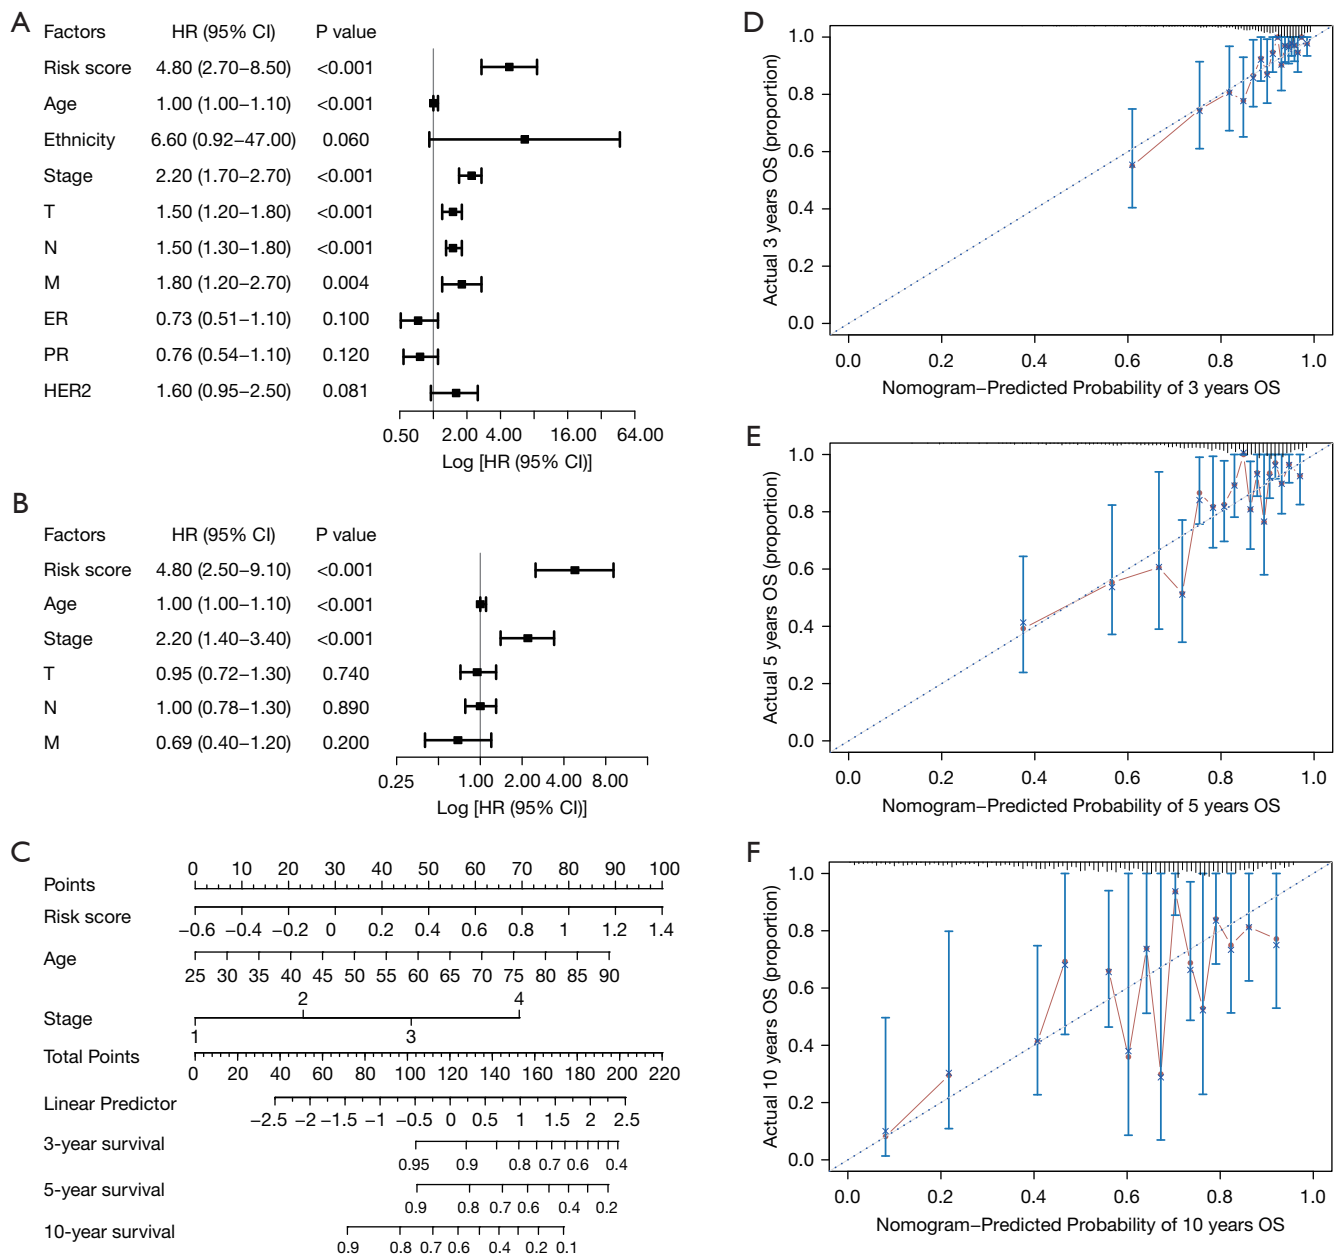 A
Factors HR (95% CI) P value
Risk score 4.80 (2.70–8.50) <0.001
Age 1.00 (1.00–1.10) <0.001
Ethnicity 6.60 (0.92–47.00) 0.060
Stage 2.20 (1.70–2.70) <0.001
T 1.50 (1.20–1.80) <0.001
N 1.50 (1.30–1.80) <0.001
M 1.80 (1.20–2.70) 0.004
ER 0.73 (0.51–1.10) 0.100
PR 0.76 (0.54–1.10) 0.120
HER2 1.60 (0.95–2.50) 0.081
0.50 2.00 4.00 16.00 64.00
Log [HR (95% CI)]
B
Factors HR (95% CI) P value
Risk score 4.80 (2.50–9.10) <0.001
Age 1.00 (1.00–1.10) <0.001
Stage 2.20 (1.40–3.40) <0.001
T 0.95 (0.72–1.30) 0.740
N 1.00 (0.78–1.30) 0.890
M 0.69 (0.40–1.20) 0.200
0.25 1.00 2.00 4.00 8.00
Log [HR (95% CI)]
C
0 10 20 30 40 50 60 70 80 90 100
Points
Risk score
−0.6 −0.4 −0.2 0 0.2 0.4 0.6 0.8 1 1.2 1.4
Age
25 30 35 40 45 50 55 60 65 70 75 80 85 90
2 4
Stage
1 3
Total Points
0 20 40 60 80 100 120 140 160 180 200 220
Linear Predictor
−2.5 −2 −1.5 −1 −0.5 0 0.5 1 1.5 2 2.5
3-year survival
0.95 0.9 0.8 0.7 0.6 0.4
5-year survival
0.9 0.8 0.7 0.6 0.4 0.2
10-year survival
0.9 0.8 0.7 0.6 0.4 0.2 0.1
D
Actual 3 years OS (proportion)
1.0
0.8
0.6
0.4
0.2
0.0
0.0 0.2 0.4 0.6 0.8 1.0
Nomogram–Predicted Probability of 3 years OS
E
Actual 5 years OS (proportion)
1.0
0.8
0.6
0.4
0.2
0.0
0.0 0.2 0.4 0.6 0.8 1.0
Nomogram–Predicted Probability of 5 years OS
F
Actual 10 years OS (proportion)
1.0
0.8
0.6
0.4
0.2
0.0
0.0 0.2 0.4 0.6 0.8 1.0
Nomogram–Predicted Probability of 10 years OS